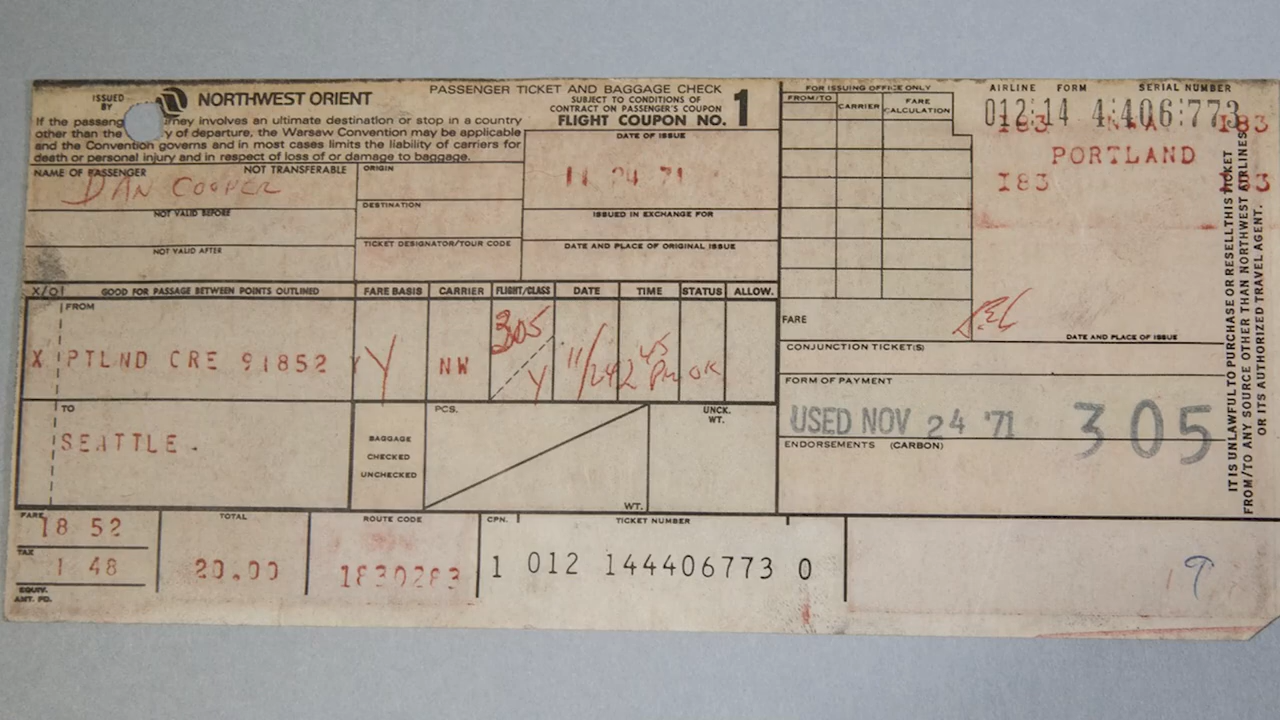 ISSUED BY NORTHWEST ORIENT
PASSENGER TICKET AND BAGGAGE CHECK
SUBJECT TO CONDITIONS OF
CONTRACT ON PASSENGER'S COUPON
FLIGHT COUPON NO. 1
If the passeng rney involves an ultimate destination or stop in a country
other than the y of departure, the Warsaw Convention may be applicable
and the Convention governs and in most cases limits the liability of carriers for
death or personal injury and in respect of loss of or damage to baggage.
NAME OF PASSENGER NOT TRANSFERABLE
DAN COOPER
NOT VALID BEFORE
NOT VALID AFTER
ORIGIN
DESTINATION
TICKET DESIGNATOR/TOUR CODE
DATE OF ISSUE
11 24 71
ISSUED IN EXCHANGE FOR
DATE AND PLACE OF ORIGINAL ISSUE
FOR ISSUING OFFICE ONLY
FROM/TO CARRIER FARE CALCULATION
FARE
AIRLINE FORM SERIAL NUMBER
012:14 4:406:773
183 183
PORTLAND
183
DATE AND PLACE OF ISSUE
IT IS UNLAWFUL TO PURCHASE OR RESELL THIS TICKET
FROM/TO ANY SOURCE OTHER THAN NORTHWEST AIRLINES
OR ITS AUTHORIZED TRAVEL AGENT.
X/O GOOD FOR PASSAGE BETWEEN POINTS OUTLINED FARE BASIS CARRIER FLIGHT/CLASS DATE TIME STATUS ALLOW.
FROM
X PTLND CRE 91852 Y NW 305 Y 11/24 2 45 PM OK
TO
SEATTLE.
BAGGAGE
CHECKED
UNCHECKED
PCS.
WT.
UNCK.
WT.
CONJUNCTION TICKET(S)
FORM OF PAYMENT
USED NOV 24 '71 305
ENDORSEMENTS (CARBON)
FARE 18 52
TAX 1 48
EQUIV.
AMT. PD.
TOTAL
20.00
ROUTE CODE
1830283
CPN. TICKET NUMBER
1 012 144406773 0